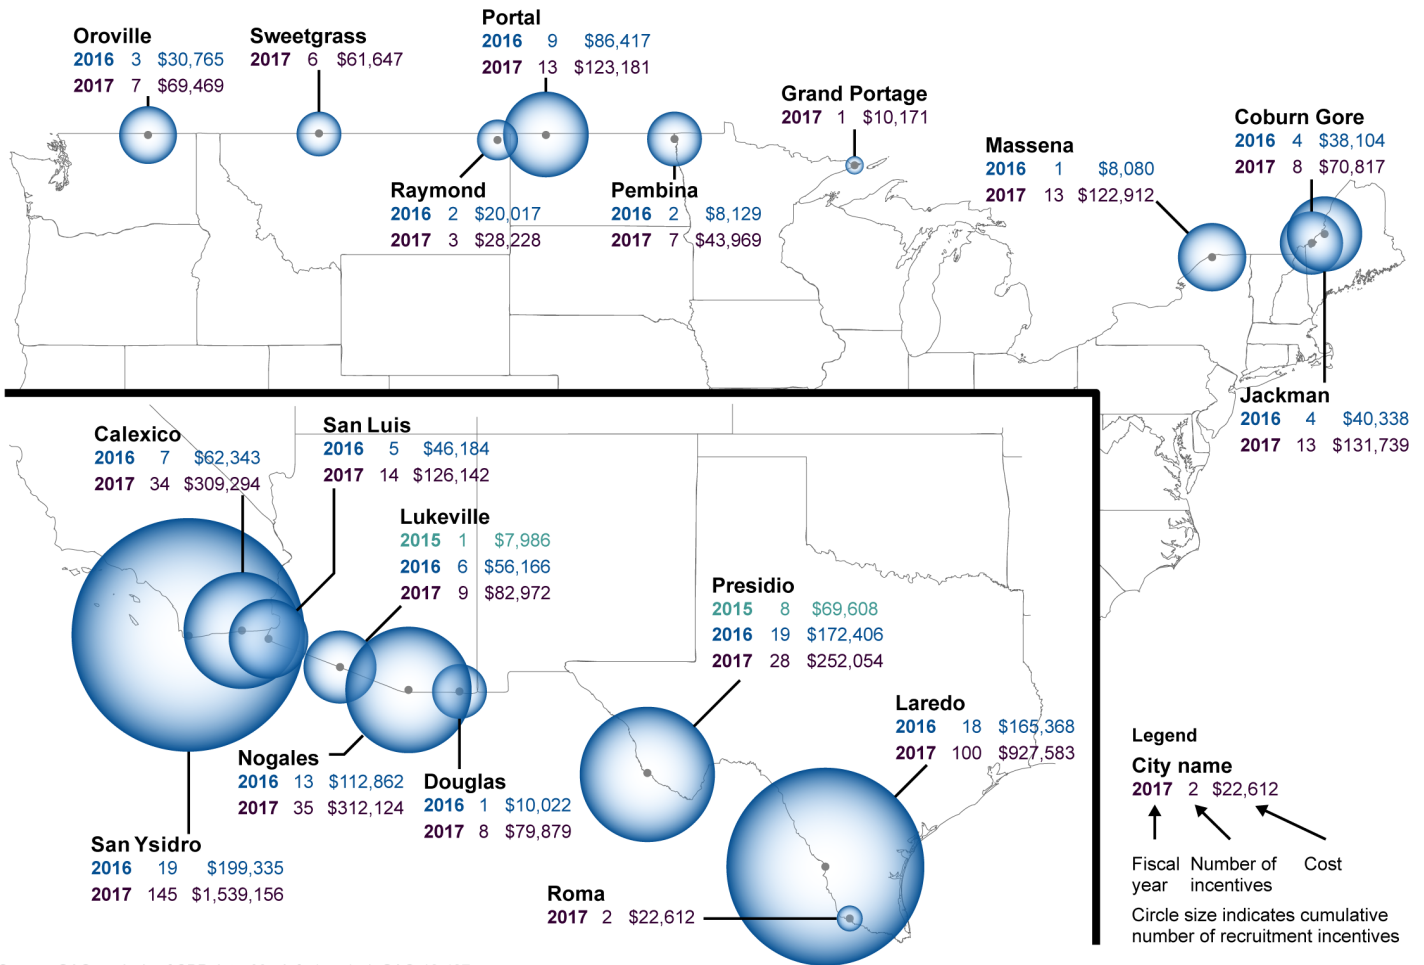 Oroville
2016 3 $30,765
2017 7 $69,469
Sweetgrass
2017 6 $61,647
Portal
2016 9 $86,417
2017 13 $123,181
Raymond
2016 2 $20,017
2017 3 $28,228
Pembina
2016 2 $8,129
2017 7 $43,969
Grand Portage
2017 1 $10,171
Massena
2016 1 $8,080
2017 13 $122,912
Coburn Gore
2016 4 $38,104
2017 8 $70,817
Jackman
2016 4 $40,338
2017 13 $131,739
Calexico
2016 7 $62,343
2017 34 $309,294
San Luis
2016 5 $46,184
2017 14 $126,142
Lukeville
2015 1 $7,986
2016 6 $56,166
2017 9 $82,972
Presidio
2015 8 $69,608
2016 19 $172,406
2017 28 $252,054
Laredo
2016 18 $165,368
2017 100 $927,583
Nogales
2016 13 $112,862
2017 35 $312,124
Douglas
2016 1 $10,022
2017 8 $79,879
San Ysidro
2016 19 $199,335
2017 145 $1,539,156
Roma
2017 2 $22,612
Legend
City name
2017 2 $22,612
Fiscal year
Number of incentives
Cost
Circle size indicates cumulative
number of recruitment incentives